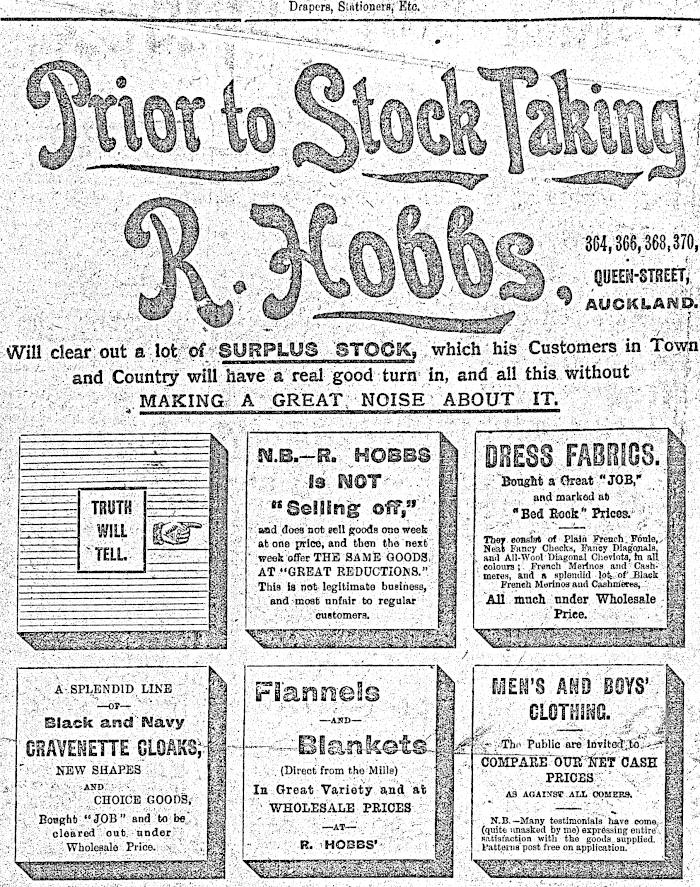 Drapers, Stationers, Etc.
Prior to Stock Taking
R. Hobbs,
364, 366, 368, 370,
QUEEN-STREET,
AUCKLAND.
Will clear out a lot of SURPLUS STOCK, which his Customers in Town
and Country will have a real good turn in, and all this without
MAKING A GREAT NOISE ABOUT IT.
TRUTH
WILL
TELL.
N.B.—R. HOBBS
Is NOT
"Selling off,"
and does not sell goods one week
at one price, and then the next
week offer THE SAME GOODS
AT "GREAT REDUCTIONS."
This is not legitimate business,
and most unfair to regular
customers.
DRESS FABRICS.
Bought a Great "JOB,"
and marked at
"Bed Rock" Prices.
They consist of Plain French Foule,
Neat Fancy Checks, Fancy Diagonals,
and All-Wool Diagonal Cheviots, in all
colours; French Merinos and Cash-
meres, and a splendid lot of Black
French Merinos and Cashmeres,
All much under Wholesale
Price.
A SPLENDID LINE
—OF—
Black and Navy
CRAVENETTE CLOAKS,
NEW SHAPES
AND
CHOICE GOODS,
Bought "JOB" and to be
cleared out under
Wholesale Price.
Flannels
—AND—
Blankets
(Direct from the Mills)
In Great Variety and at
WHOLESALE PRICES
—AT—
R. HOBBS'
MEN'S AND BOYS'
CLOTHING.
The Public are invited to
COMPARE OUR NET CASH
PRICES
AS AGAINST ALL COMERS.
N.B.—Many testimonials have come
(quite unasked by me) expressing entire
satisfaction with the goods supplied.
Patterns post free on application.